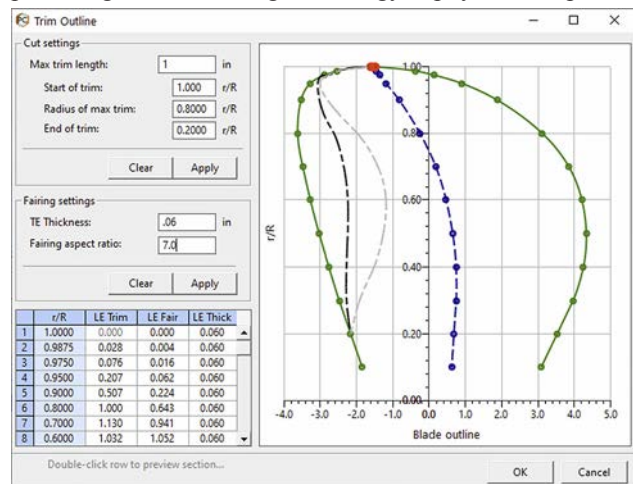 Trim Outline
Cut settings
Max trim length: 1 in
Start of trim: 1.000 r/R
Radius of max trim: 0.8000 r/R
End of trim: 0.2000 r/R
Clear Apply
Fairing settings
TE Thickness: .06 in
Fairing aspect ratio: 7.0
Clear Apply
r/R LE Trim LE Fair LE Thick
1 1.0000 0.000 0.000 0.060
2 0.9875 0.028 0.004 0.060
3 0.9750 0.076 0.016 0.060
4 0.9500 0.207 0.062 0.060
5 0.9000 0.507 0.224 0.060
6 0.8000 1.000 0.643 0.060
7 0.7000 1.130 0.941 0.060
8 0.6000 1.032 1.052 0.060
Double-click row to preview section...
r/R
1.00
0.80
0.60
0.40
0.20
0.00
-4.0 -3.0 -2.0 -1.0 0.0 1.0 2.0 3.0 4.0 5.0
Blade outline
OK Cancel